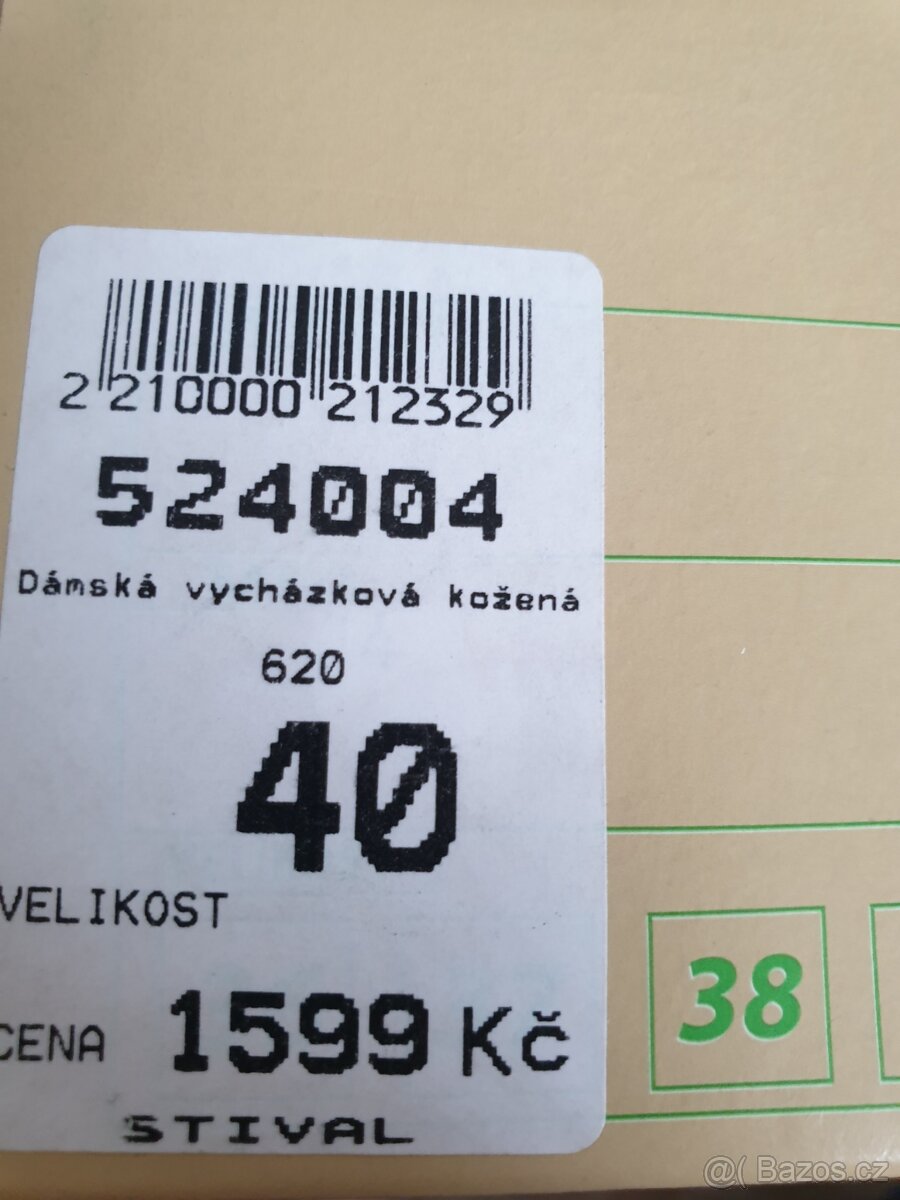 2 210000 212329
524004
Dámská vycházková kožená
620
40
VELIKOST
38
CENA 1599 Kč
STIVAL
@( Bazos.cz